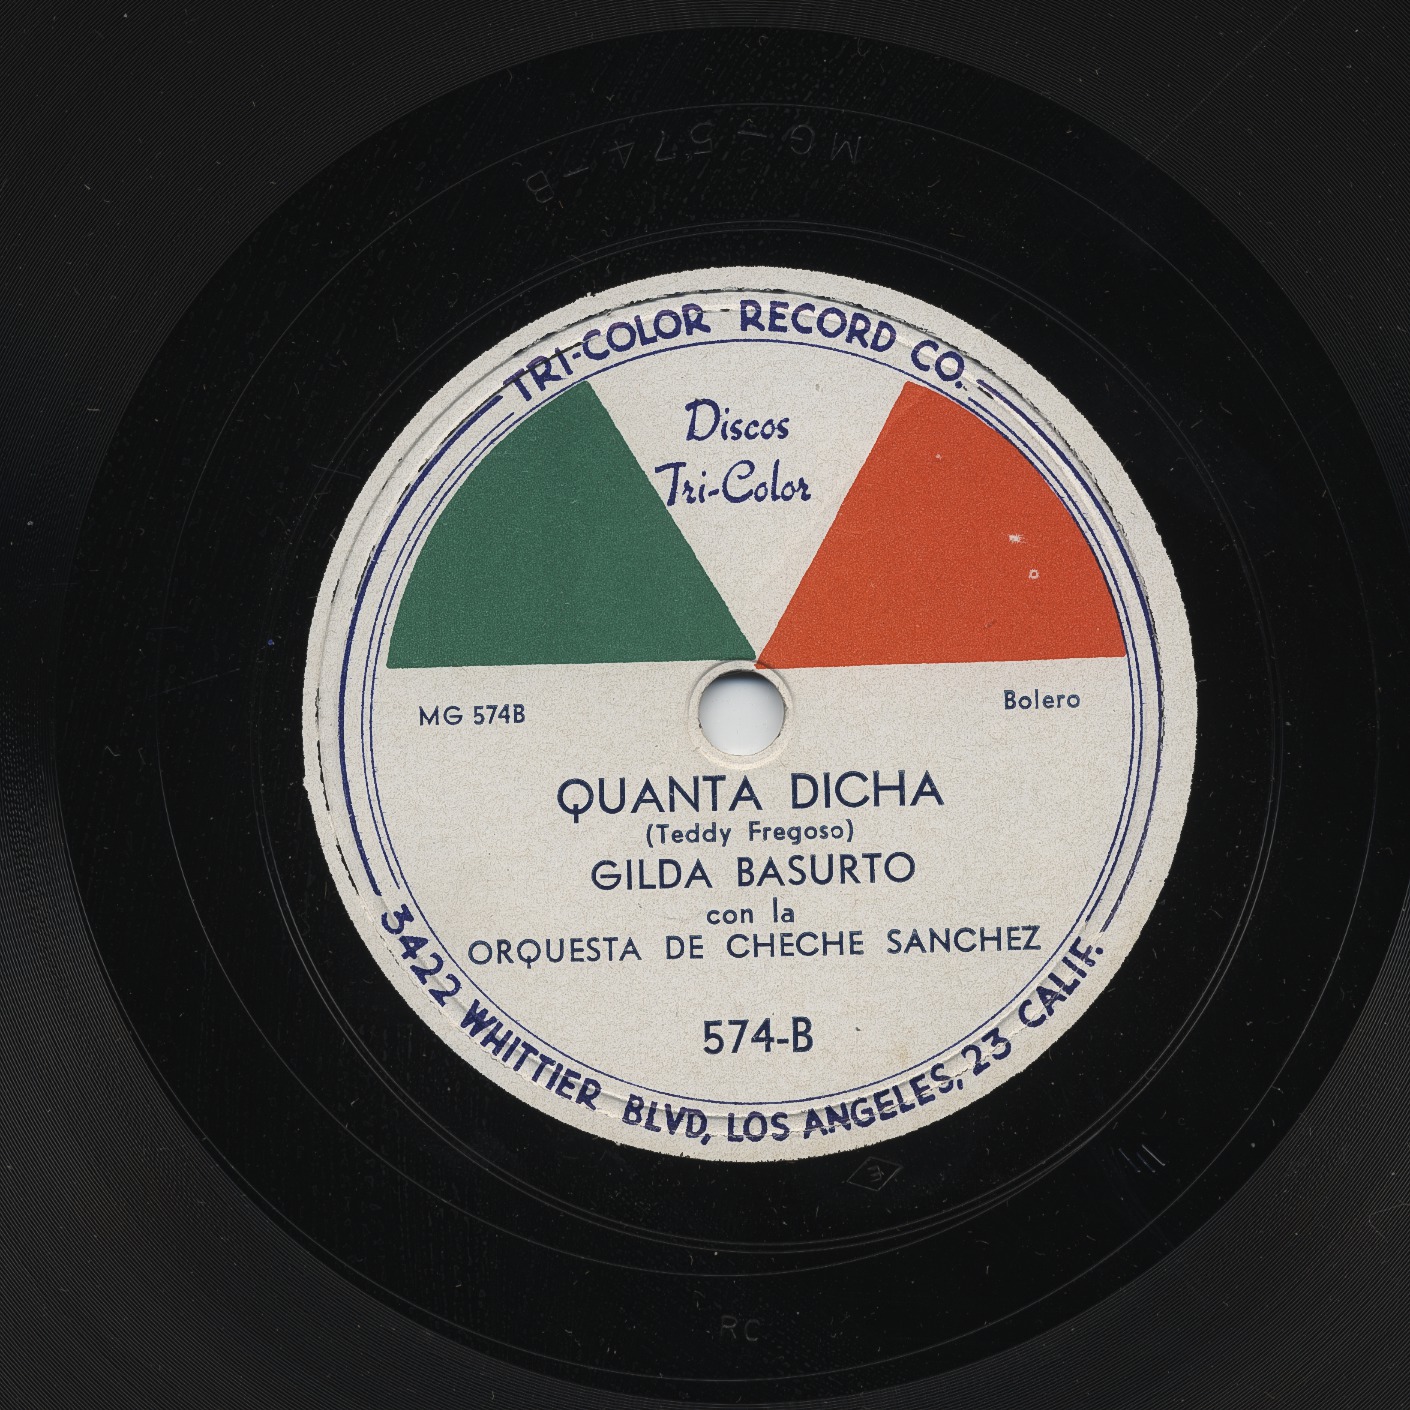 MG-574-B
TRI-COLOR RECORD CO.
Discos
Tri-Color
MG 574B
Bolero
QUANTA DICHA
(Teddy Fregoso)
GILDA BASURTO
con la
ORQUESTA DE CHECHE SANCHEZ
574-B
3422 WHITTIER BLVD, LOS ANGELES, 23 CALIF.
E
III
RC